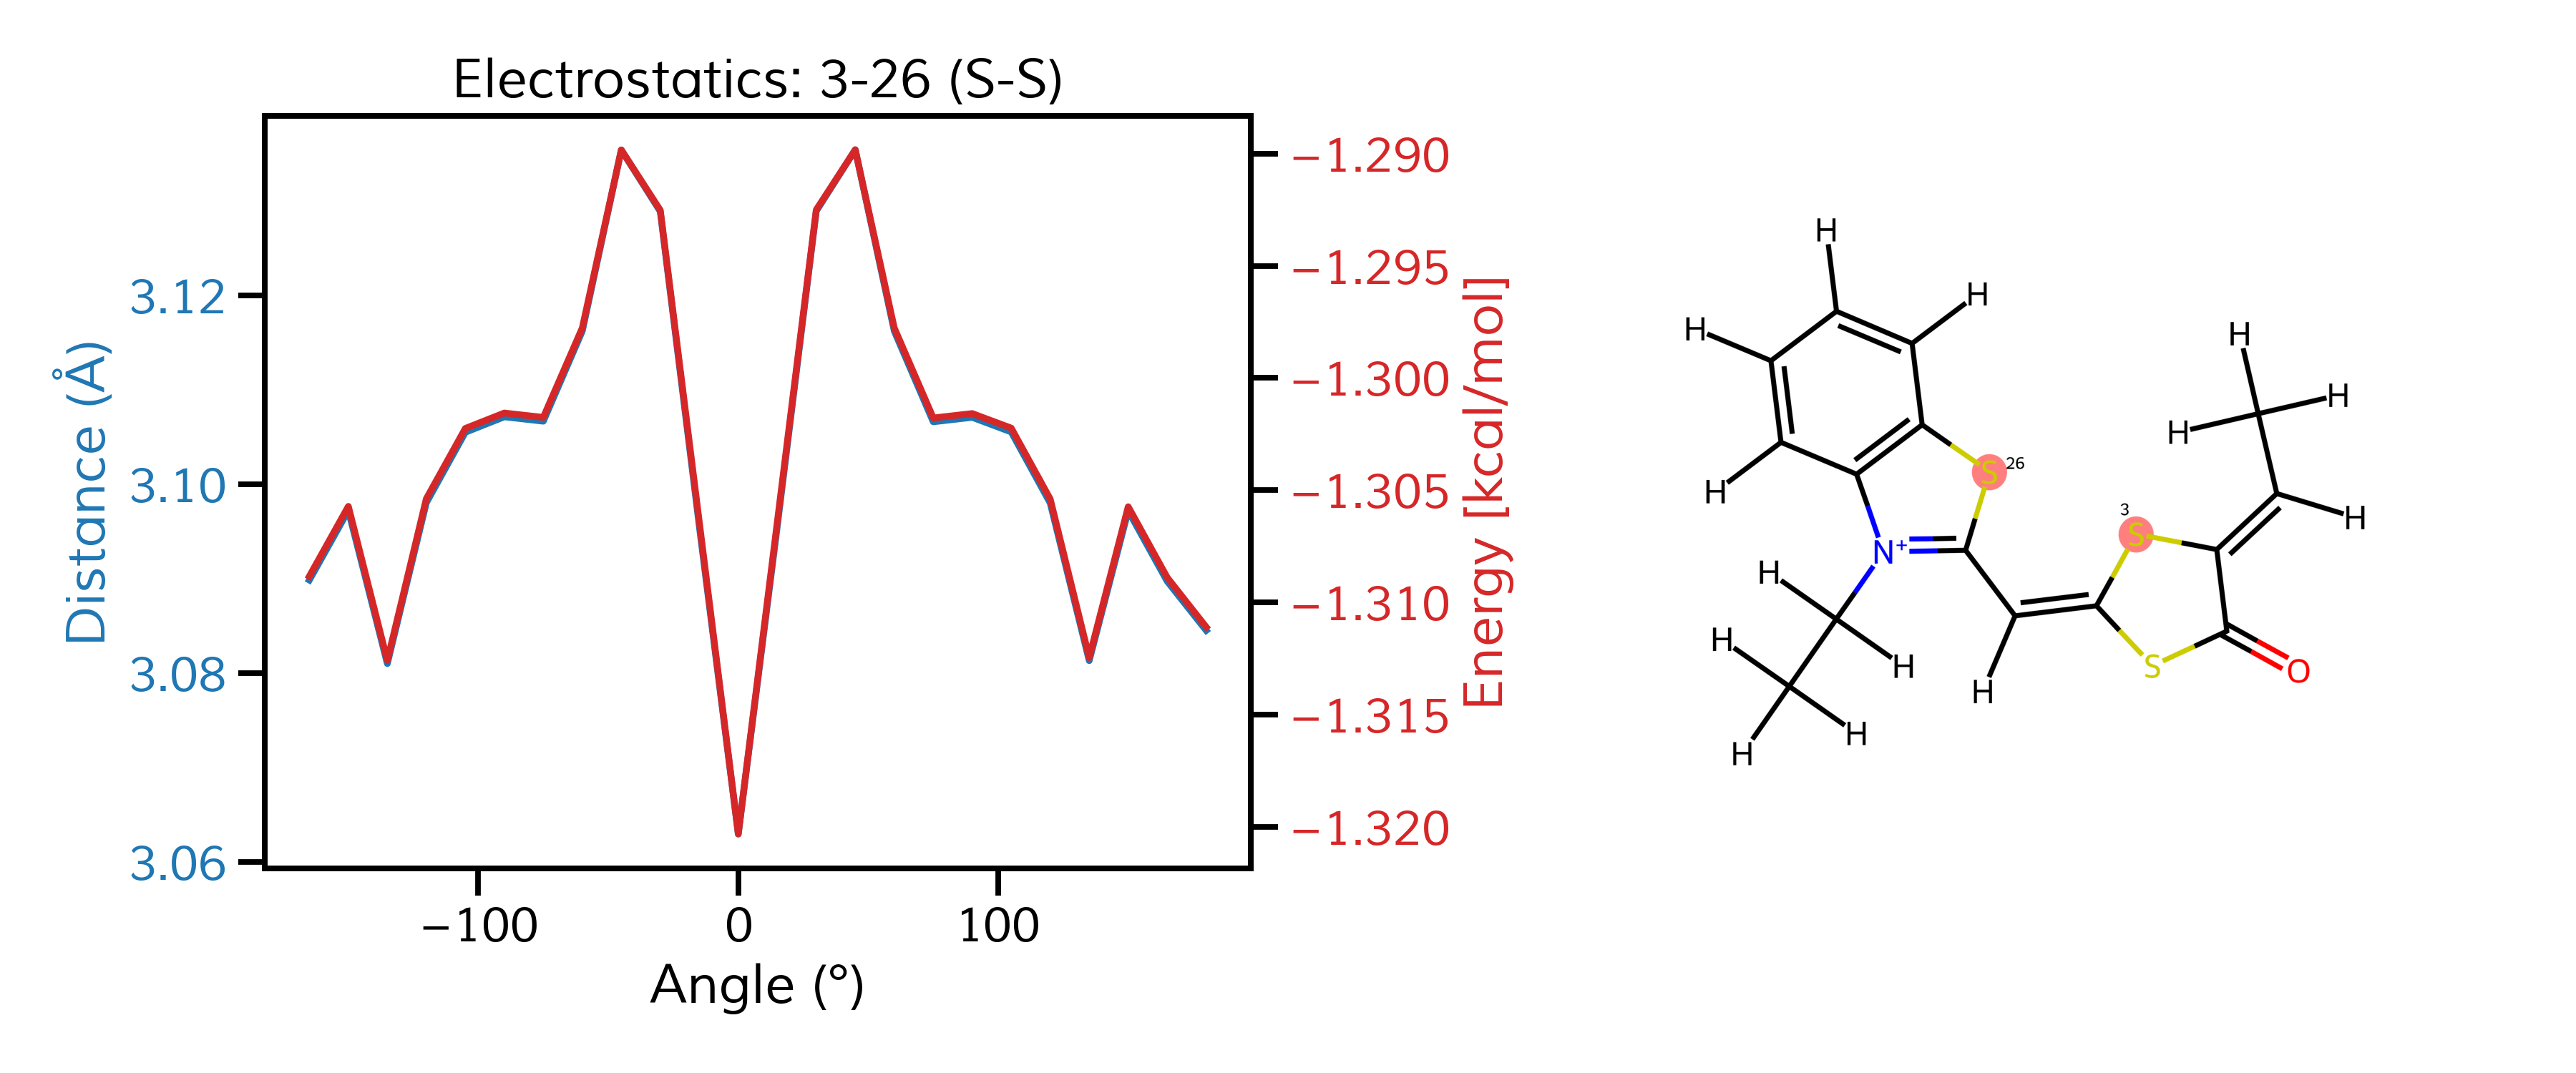 Electrostatics: 3-26 (S-S)
Distance (Å)
3.12
3.10
3.08
3.06
−100
0
100
Angle (°)
−1.290
−1.295
−1.300
−1.305
−1.310
−1.315
−1.320
Energy [kcal/mol]
H
H
H
H
H
H
H
S 26
3
S
H
H
N+
H
H
H
S
O
H
H
H